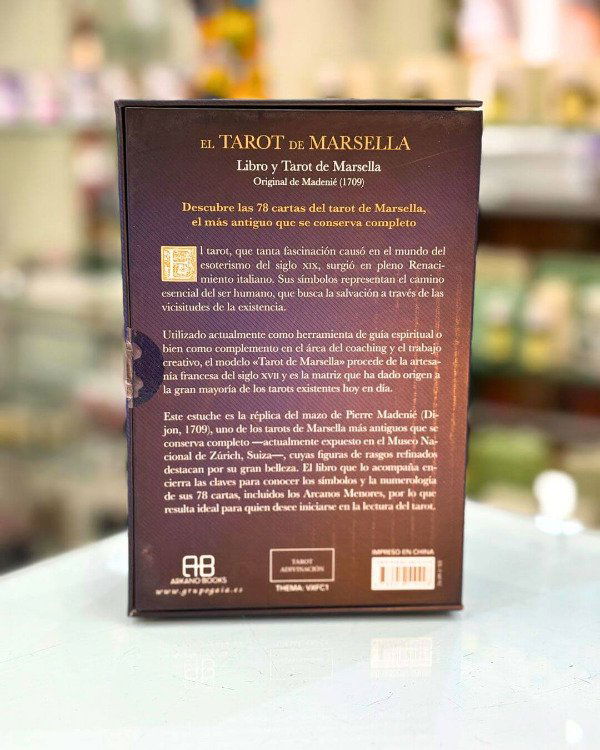 EL TAROT DE MARSELLA
Libro y Tarot de Marsella
Original de Madenié (1709)
Descubre las 78 cartas del tarot de Marsella,
el más antiguo que se conserva completo
El tarot, que tanta fascinación causó en el mundo del
esoterismo del siglo XIX, surgió en pleno Renaci-
miento italiano. Sus símbolos representan el camino
esencial del ser humano, que busca la salvación a través de las
vicisitudes de la existencia.
Utilizado actualmente como herramienta de guía espiritual o
bien como complemento en el área del coaching y el trabajo
creativo, el modelo «Tarot de Marsella» procede de la artesa-
nía francesa del siglo XVII y es la matriz que ha dado origen a
la gran mayoría de los tarots existentes hoy en día.
Este estuche es la réplica del mazo de Pierre Madenié (Di-
jon, 1709), uno de los tarots de Marsella más antiguos que se
conserva completo —actualmente expuesto en el Museo Na-
cional de Zúrich, Suiza—, cuyas figuras de rasgos refinados
destacan por su gran belleza. El libro que lo acompaña en-
cierra las claves para conocer los símbolos y la numerología
de sus 78 cartas, incluidos los Arcanos Menores, por lo que
resulta ideal para quien desee iniciarse en la lectura del tarot.
AB
ARKANO BOOKS
www.grupogaia.es
TAROT
ADIVINACIÓN
THEMA: VXFC1
IMPRESO EN CHINA